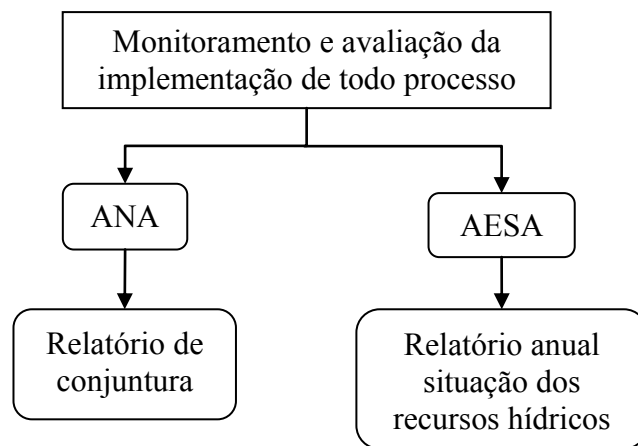 Monitoramento e avaliação da
implementação de todo processo
ANA
AESA
Relatório de
conjuntura
Relatório anual
situação dos
recursos hídricos